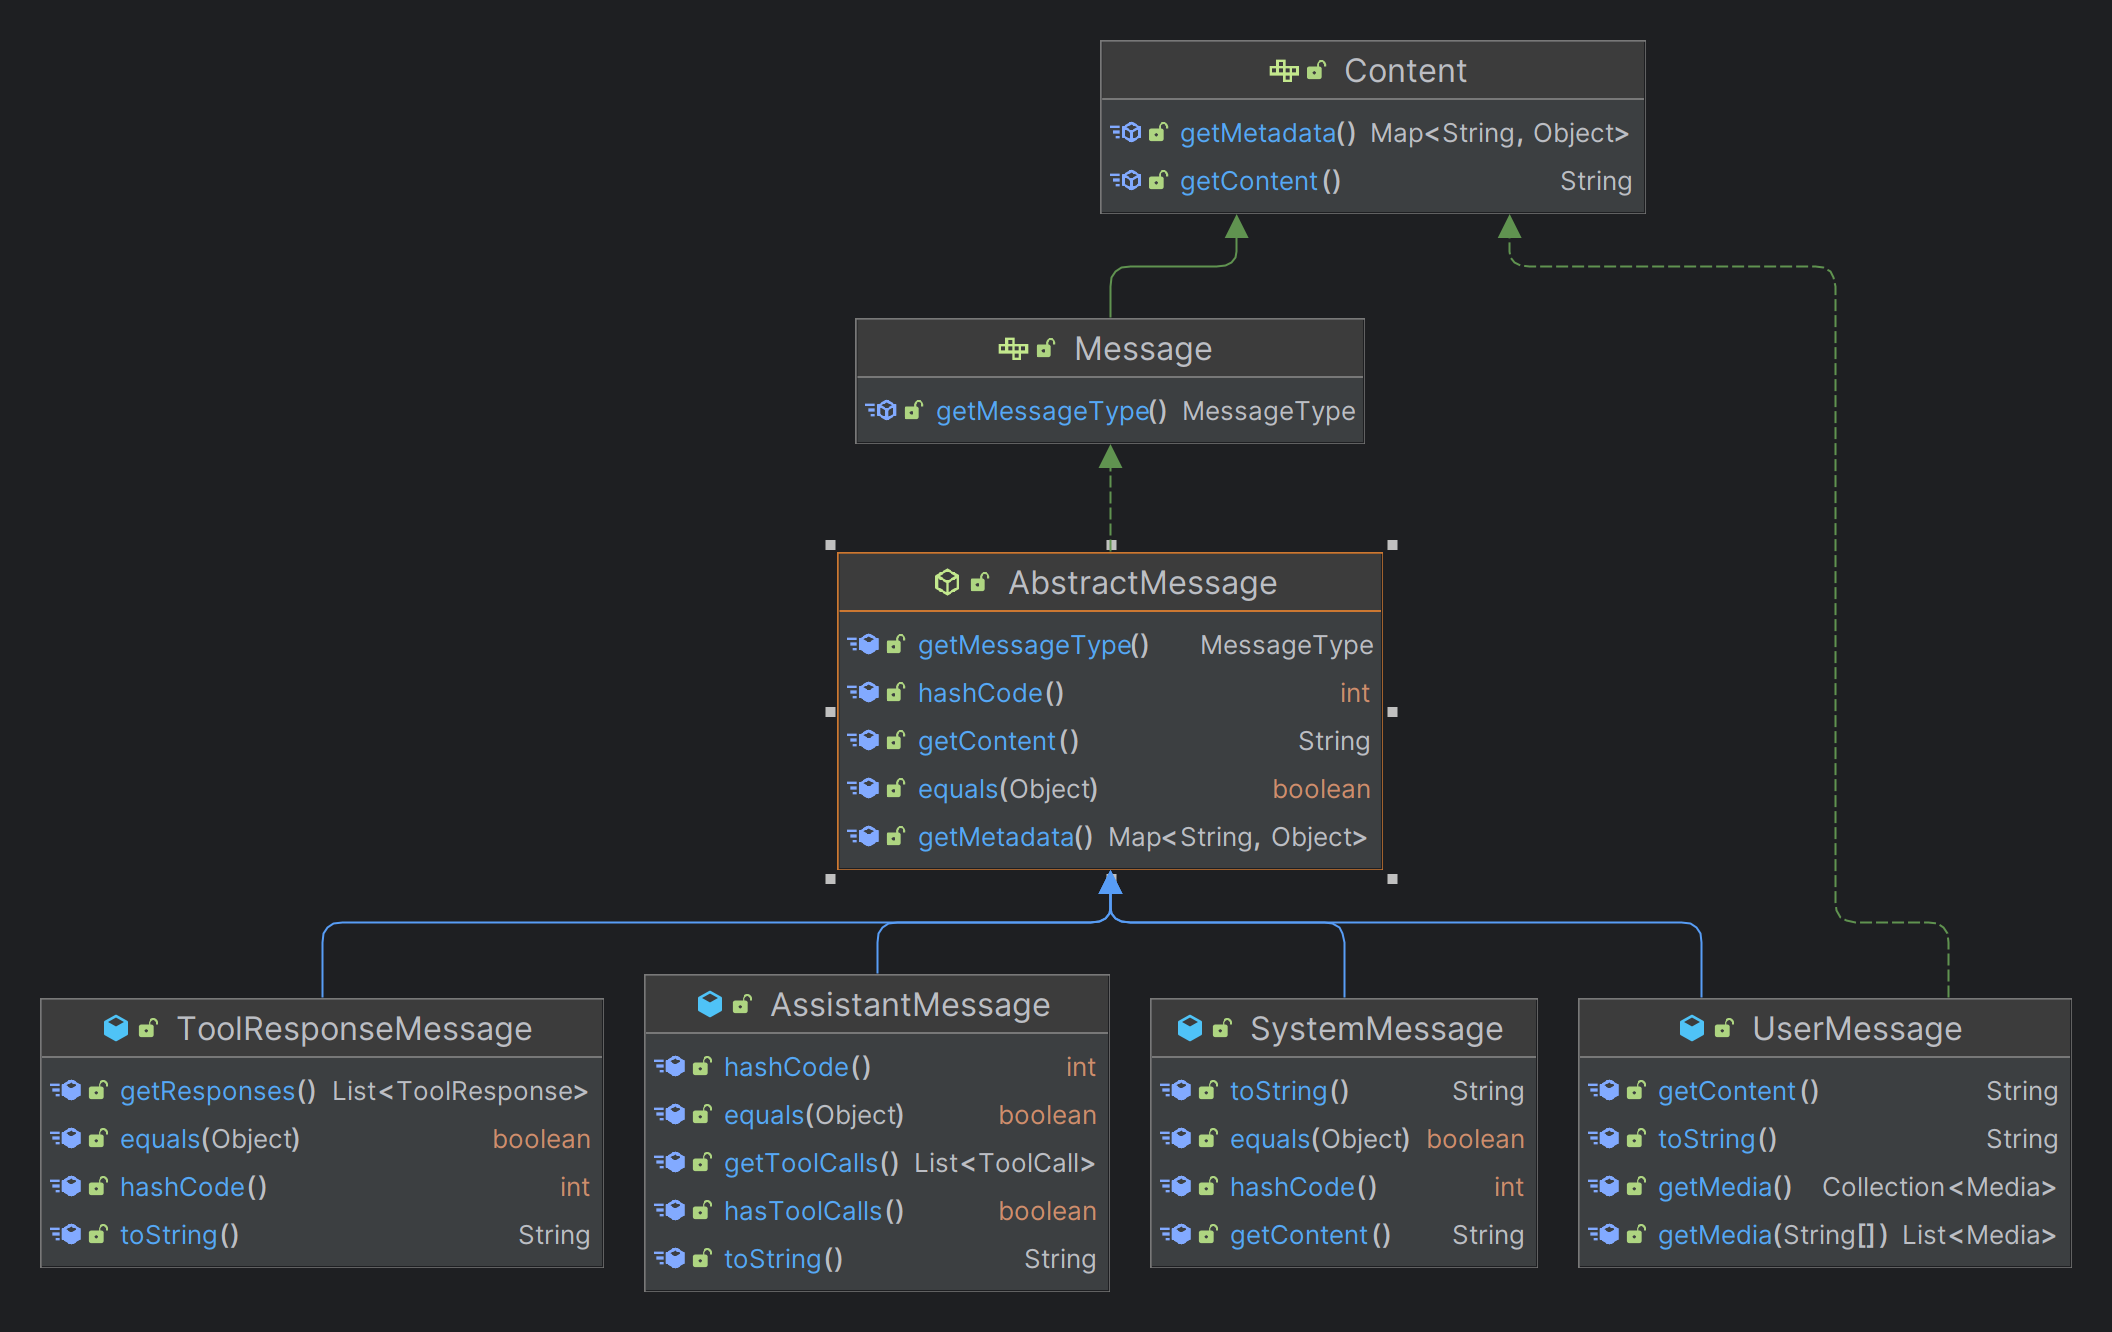 Content
getMetadata() Map<String, Object>
getContent() String
Message
getMessageType() MessageType
AbstractMessage
getMessageType() MessageType
hashCode() int
getContent() String
equals(Object) boolean
getMetadata() Map<String, Object>
ToolResponseMessage
getResponses() List<ToolResponse>
equals(Object) boolean
hashCode() int
toString() String
AssistantMessage
hashCode() int
equals(Object) boolean
getToolCalls() List<ToolCall>
hasToolCalls() boolean
toString() String
SystemMessage
toString() String
equals(Object) boolean
hashCode() int
getContent() String
UserMessage
getContent() String
toString() String
getMedia() Collection<Media>
getMedia(String[]) List<Media>